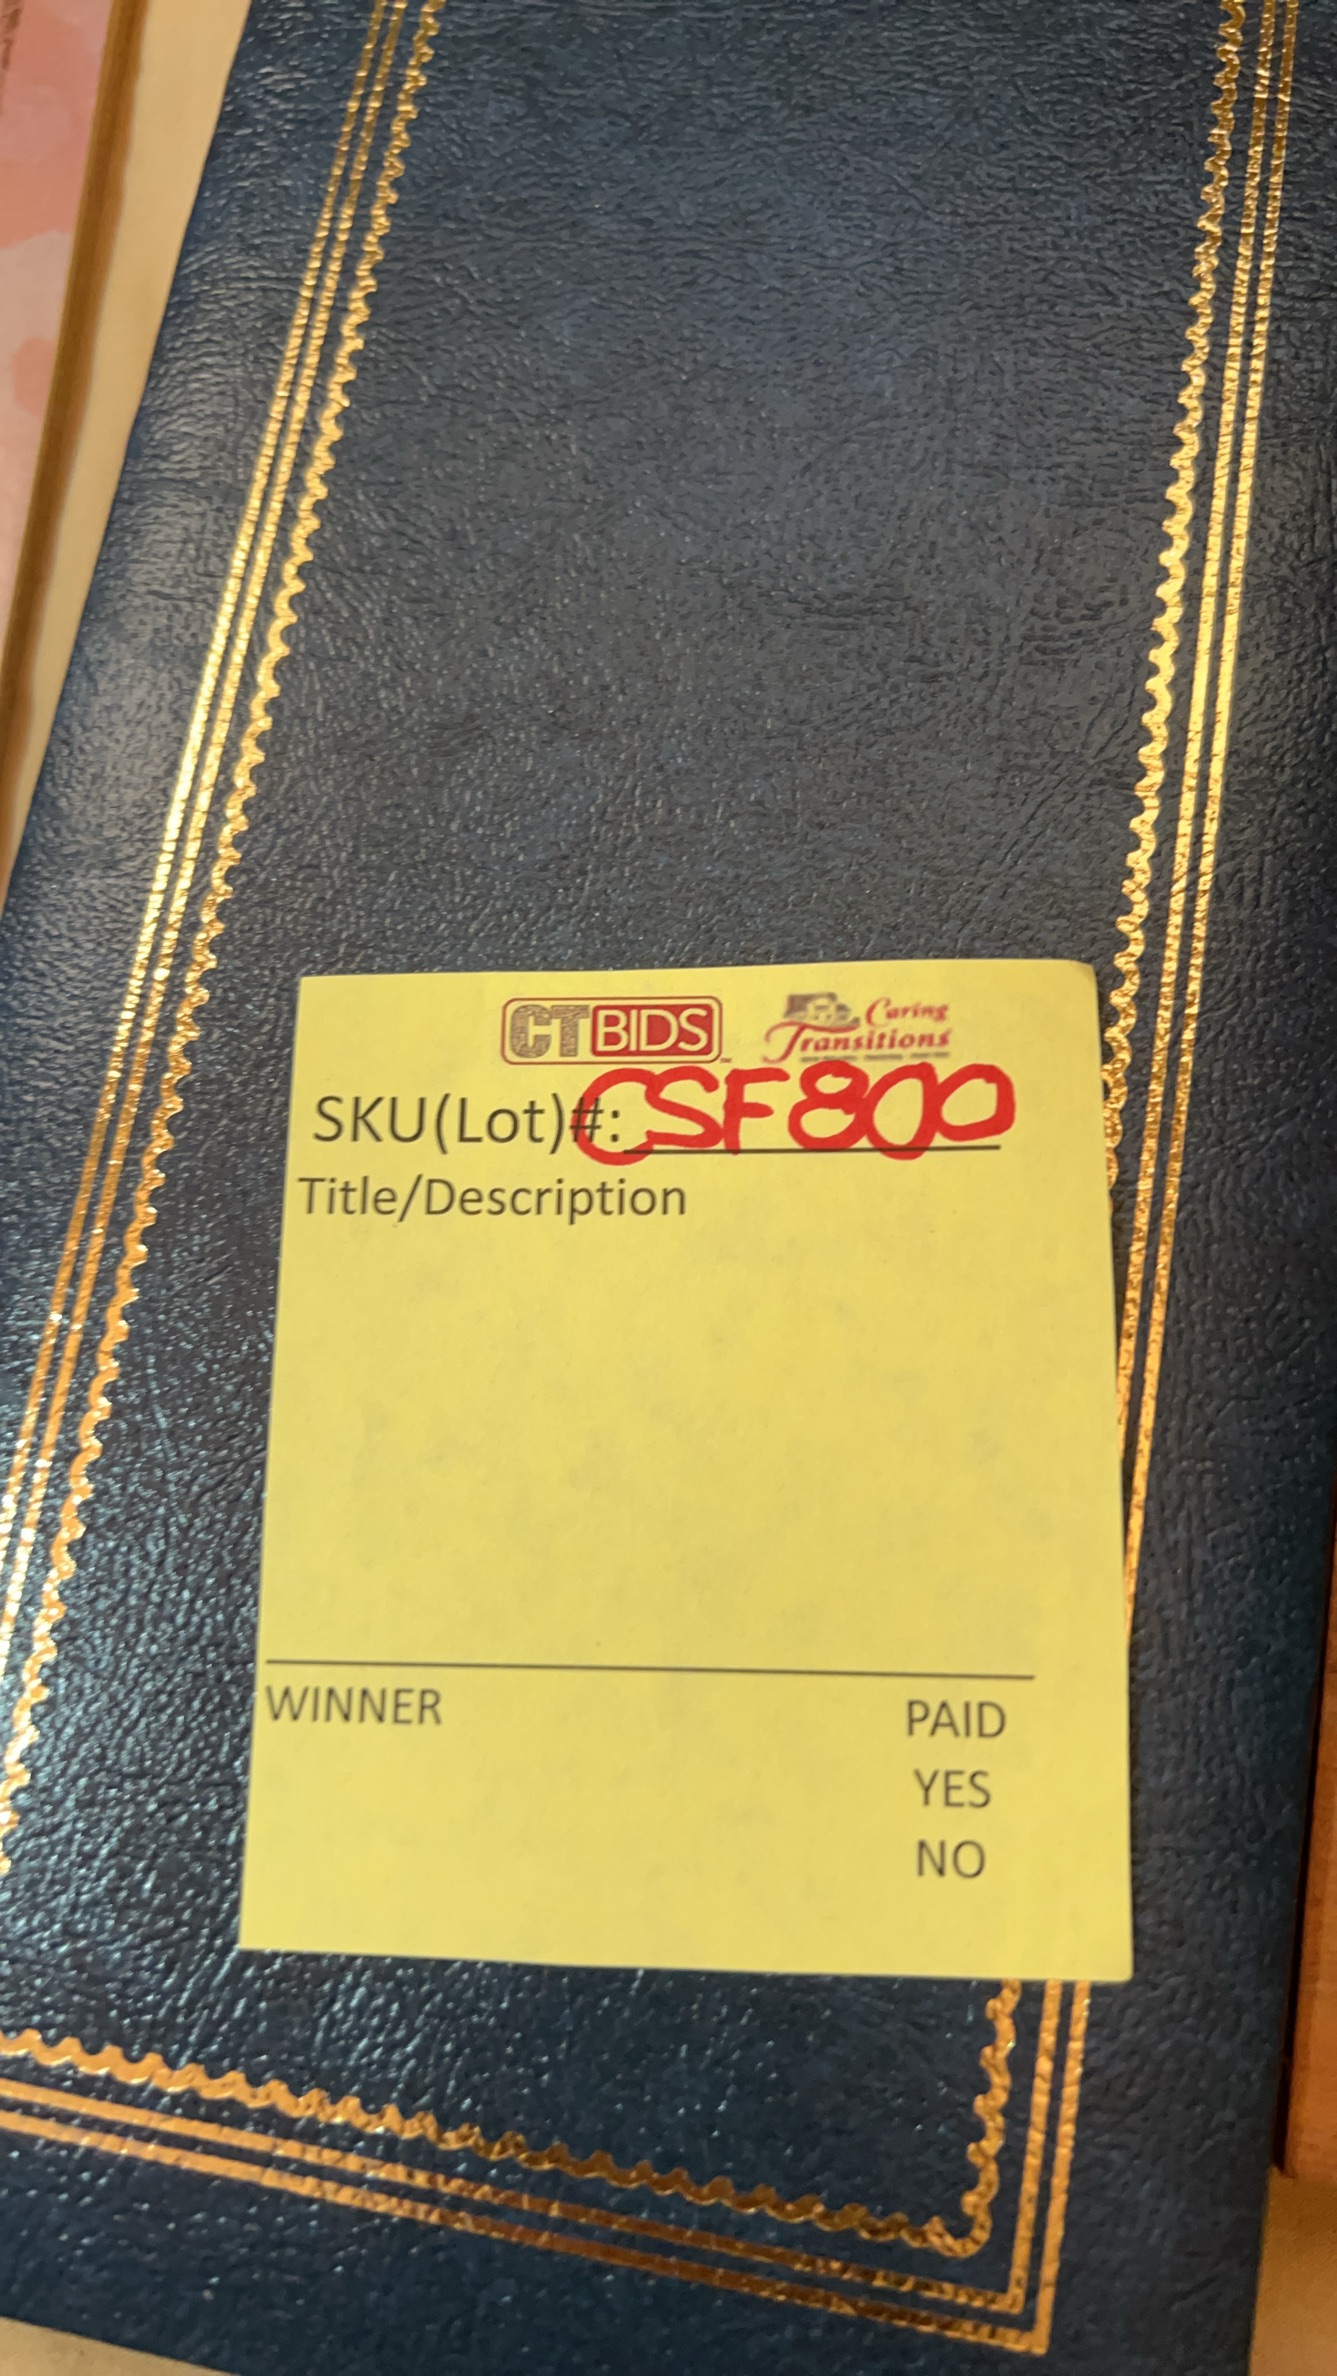 CTBIDS
Caring
Transitions
SKU(Lot)#: CSF800
Title/Description
WINNER
PAID
YES
NO